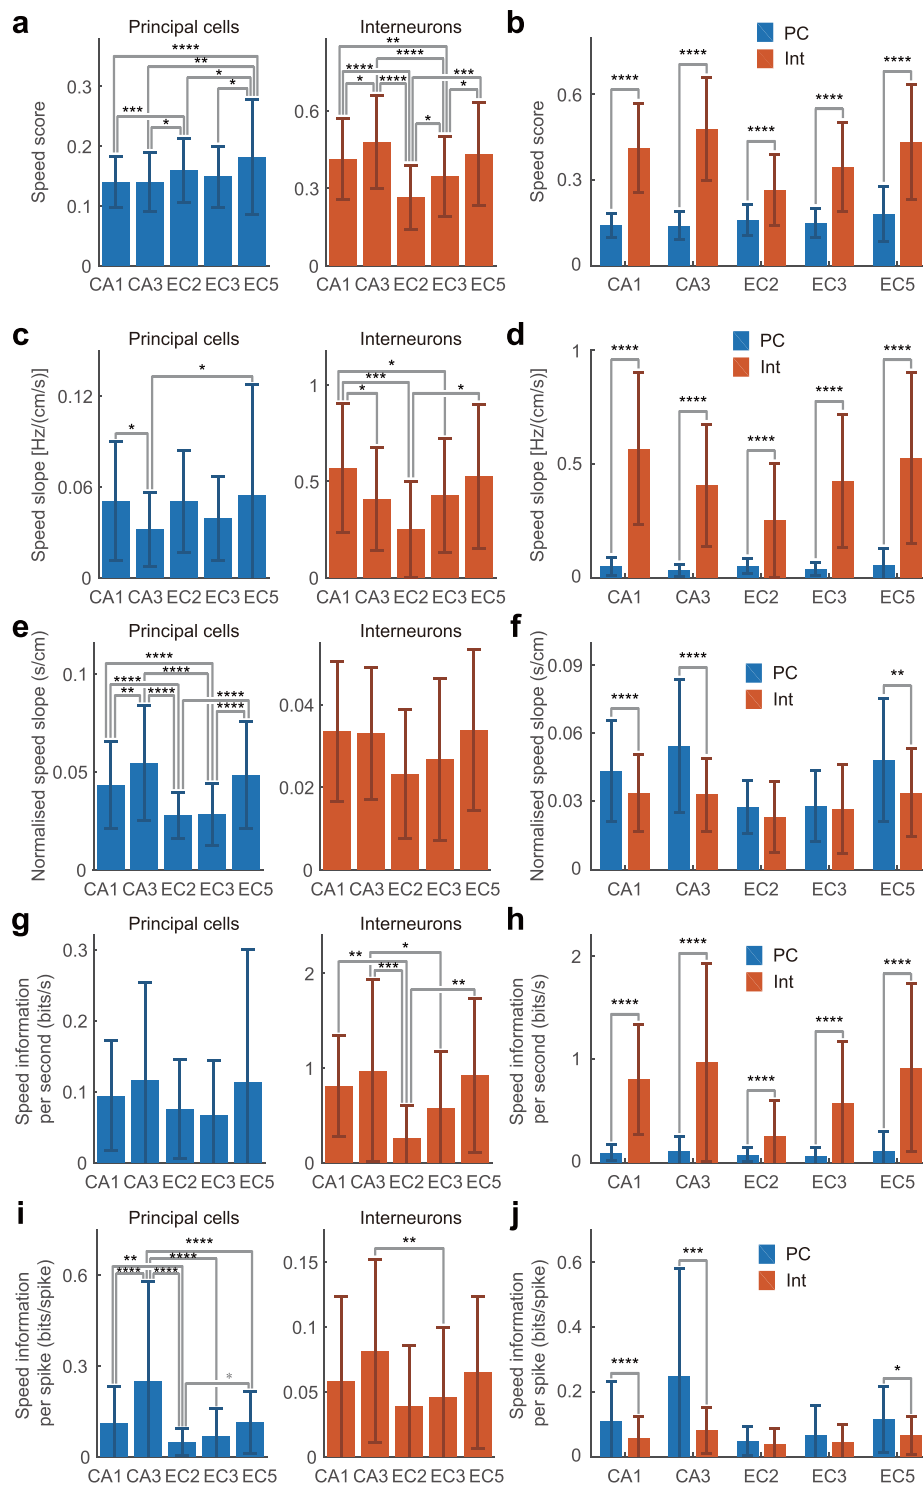 a
Principal cells
Interneurons
b
PC
Int
Speed score
0.3
0.2
0.1
0
****
**
*
*
***
*
CA1 CA3 EC2 EC3 EC5
0.6
0.3
0
**
****
****
***
*
****
*
*
CA1 CA3 EC2 EC3 EC5
Speed score
0.6
0.3
0
****
****
****
****
****
CA1 CA3 EC2 EC3 EC5
c
Principal cells
Interneurons
d
PC
Int
Speed slope [Hz/(cm/s)]
0.12
0.06
0
*
*
CA1 CA3 EC2 EC3 EC5
1
0.5
0
*
***
*
*
CA1 CA3 EC2 EC3 EC5
Speed slope [Hz/(cm/s)]
1
0.5
0
****
****
****
****
****
CA1 CA3 EC2 EC3 EC5
e
Principal cells
Interneurons
f
PC
Int
Normalised speed slope (s/cm)
0.1
0.05
0
****
****
****
****
**
****
****
CA1 CA3 EC2 EC3 EC5
0.04
0.02
0
CA1 CA3 EC2 EC3 EC5
Normalised speed slope (s/cm)
0.09
0.06
0.03
0
****
****
**
CA1 CA3 EC2 EC3 EC5
g
Principal cells
Interneurons
h
PC
Int
Speed information
per second (bits/s)
0.3
0.2
0.1
0
CA1 CA3 EC2 EC3 EC5
2
1
0
*
**
***
**
CA1 CA3 EC2 EC3 EC5
Speed information
per second (bits/s)
2
1
0
****
****
****
****
****
CA1 CA3 EC2 EC3 EC5
i
Principal cells
Interneurons
j
PC
Int
Speed information
per spike (bits/spike)
0.6
0.3
0
****
**
****
****
****
*
CA1 CA3 EC2 EC3 EC5
0.15
0.1
0.05
0
**
CA1 CA3 EC2 EC3 EC5
Speed information
per spike (bits/spike)
0.6
0.4
0.2
0
****
***
*
CA1 CA3 EC2 EC3 EC5